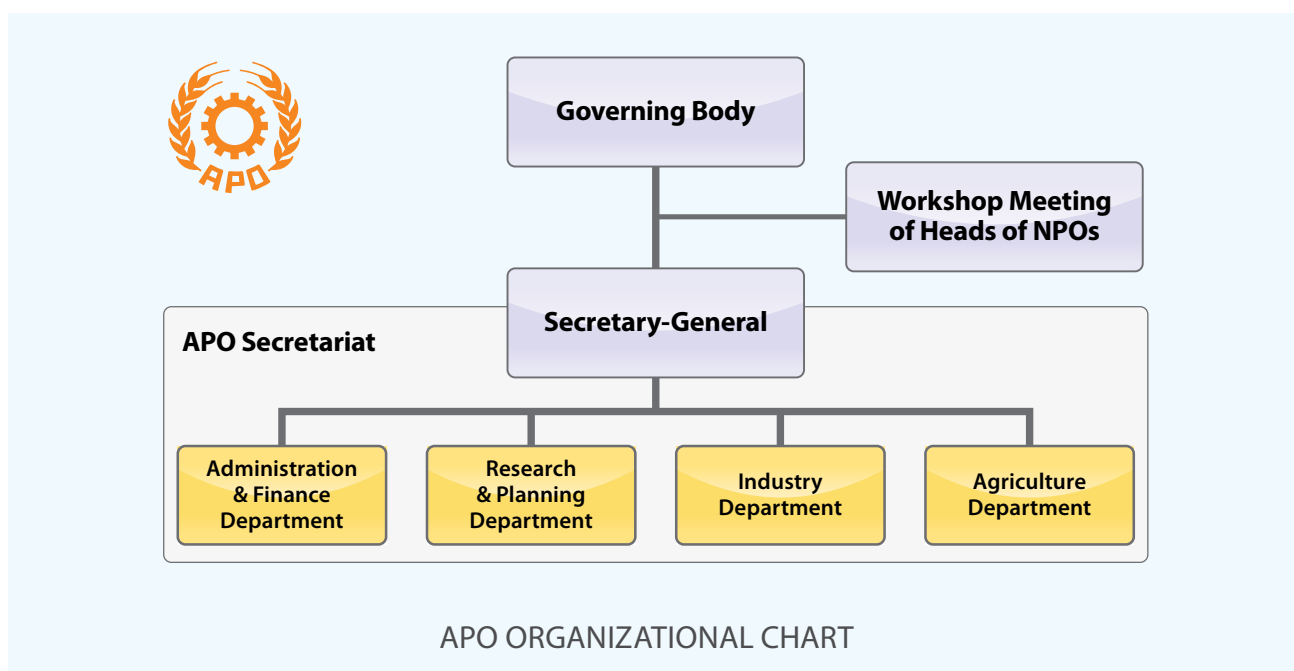 APO
Governing Body
Workshop Meeting
of Heads of NPOs
Secretary-General
APO Secretariat
Administration
& Finance
Department
Research
& Planning
Department
Industry
Department
Agriculture
Department
APO ORGANIZATIONAL CHART